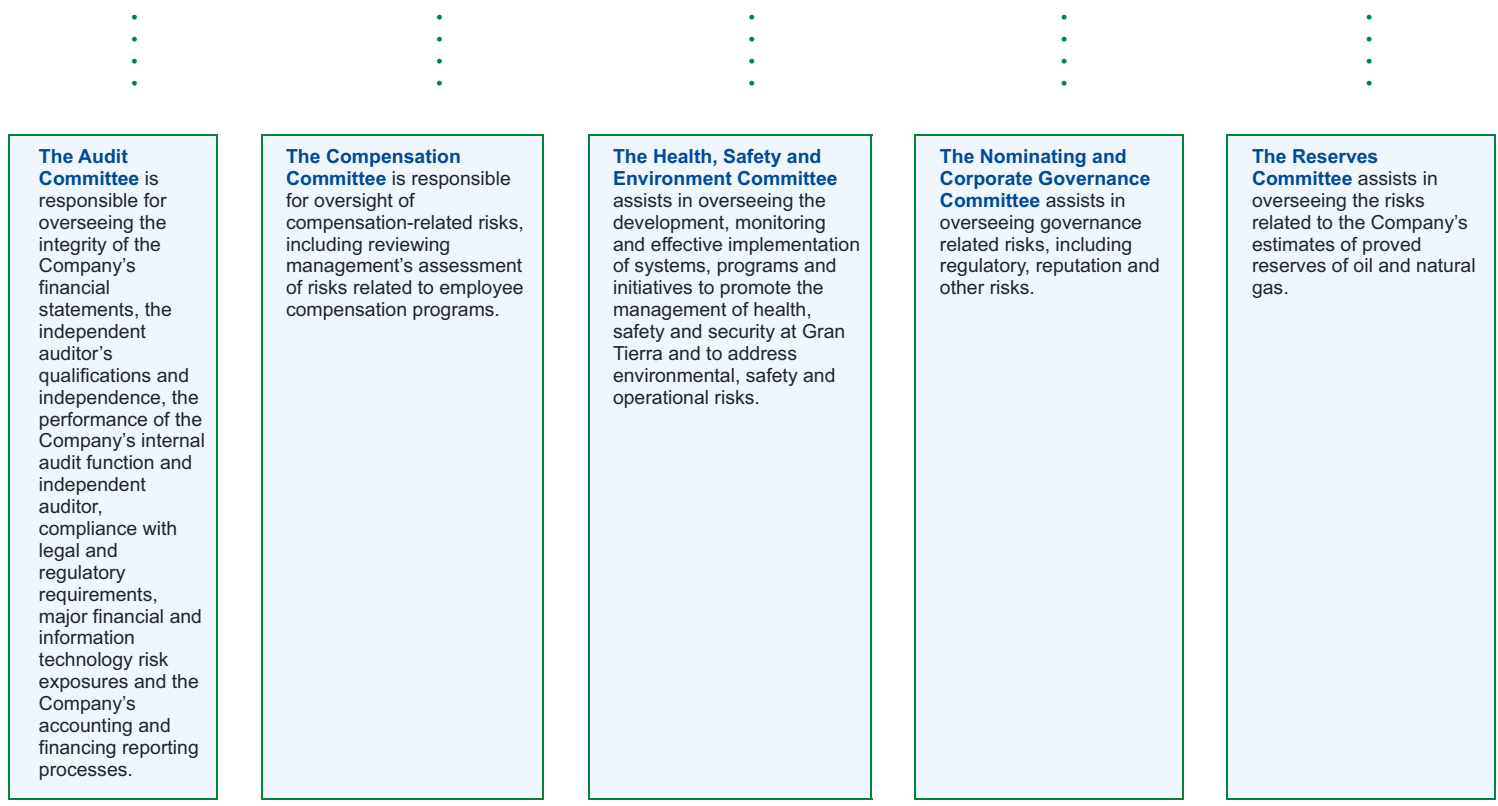 The Audit
Committee is
responsible for
overseeing the
integrity of the
Company’s
financial
statements, the
independent
auditor’s
qualifications and
independence, the
performance of the
Company’s internal
audit function and
independent
auditor,
compliance with
legal and
regulatory
requirements,
major financial and
information
technology risk
exposures and the
Company’s
accounting and
financing reporting
processes.
The Compensation
Committee is responsible
for oversight of
compensation-related risks,
including reviewing
management’s assessment
of risks related to employee
compensation programs.
The Health, Safety and
Environment Committee
assists in overseeing the
development, monitoring
and effective implementation
of systems, programs and
initiatives to promote the
management of health,
safety and security at Gran
Tierra and to address
environmental, safety and
operational risks.
The Nominating and
Corporate Governance
Committee assists in
overseeing governance
related risks, including
regulatory, reputation and
other risks.
The Reserves
Committee assists in
overseeing the risks
related to the Company’s
estimates of proved
reserves of oil and natural
gas.